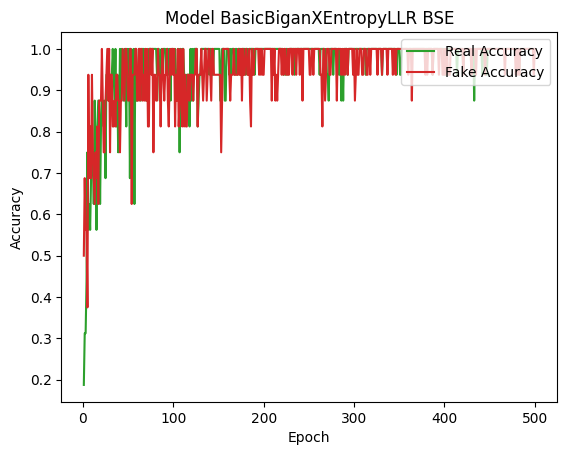 Model BasicBiganXEntropyLLR BSE
Real Accuracy
Fake Accuracy
1.0
0.9
0.8
0.7
0.6
0.5
0.4
0.3
0.2
Accuracy
0 100 200 300 400 500
Epoch